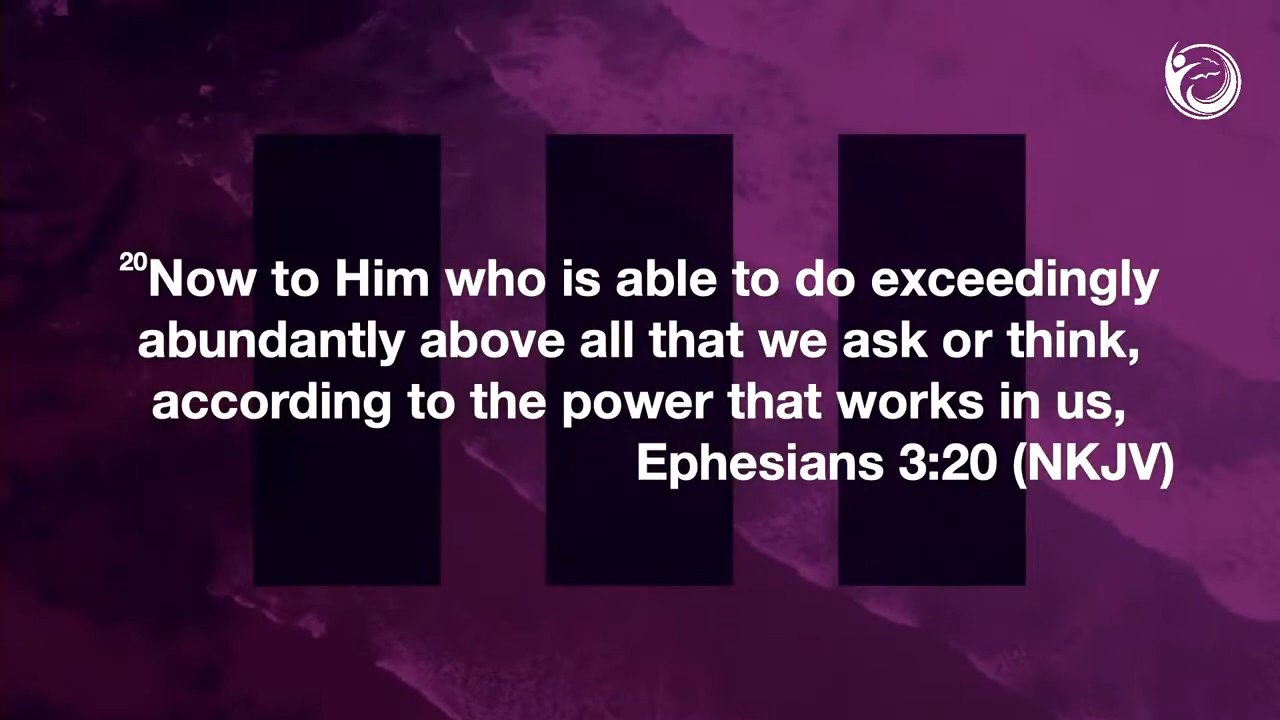 20Now to Him who is able to do exceedingly
abundantly above all that we ask or think,
according to the power that works in us,
Ephesians 3:20 (NKJV)